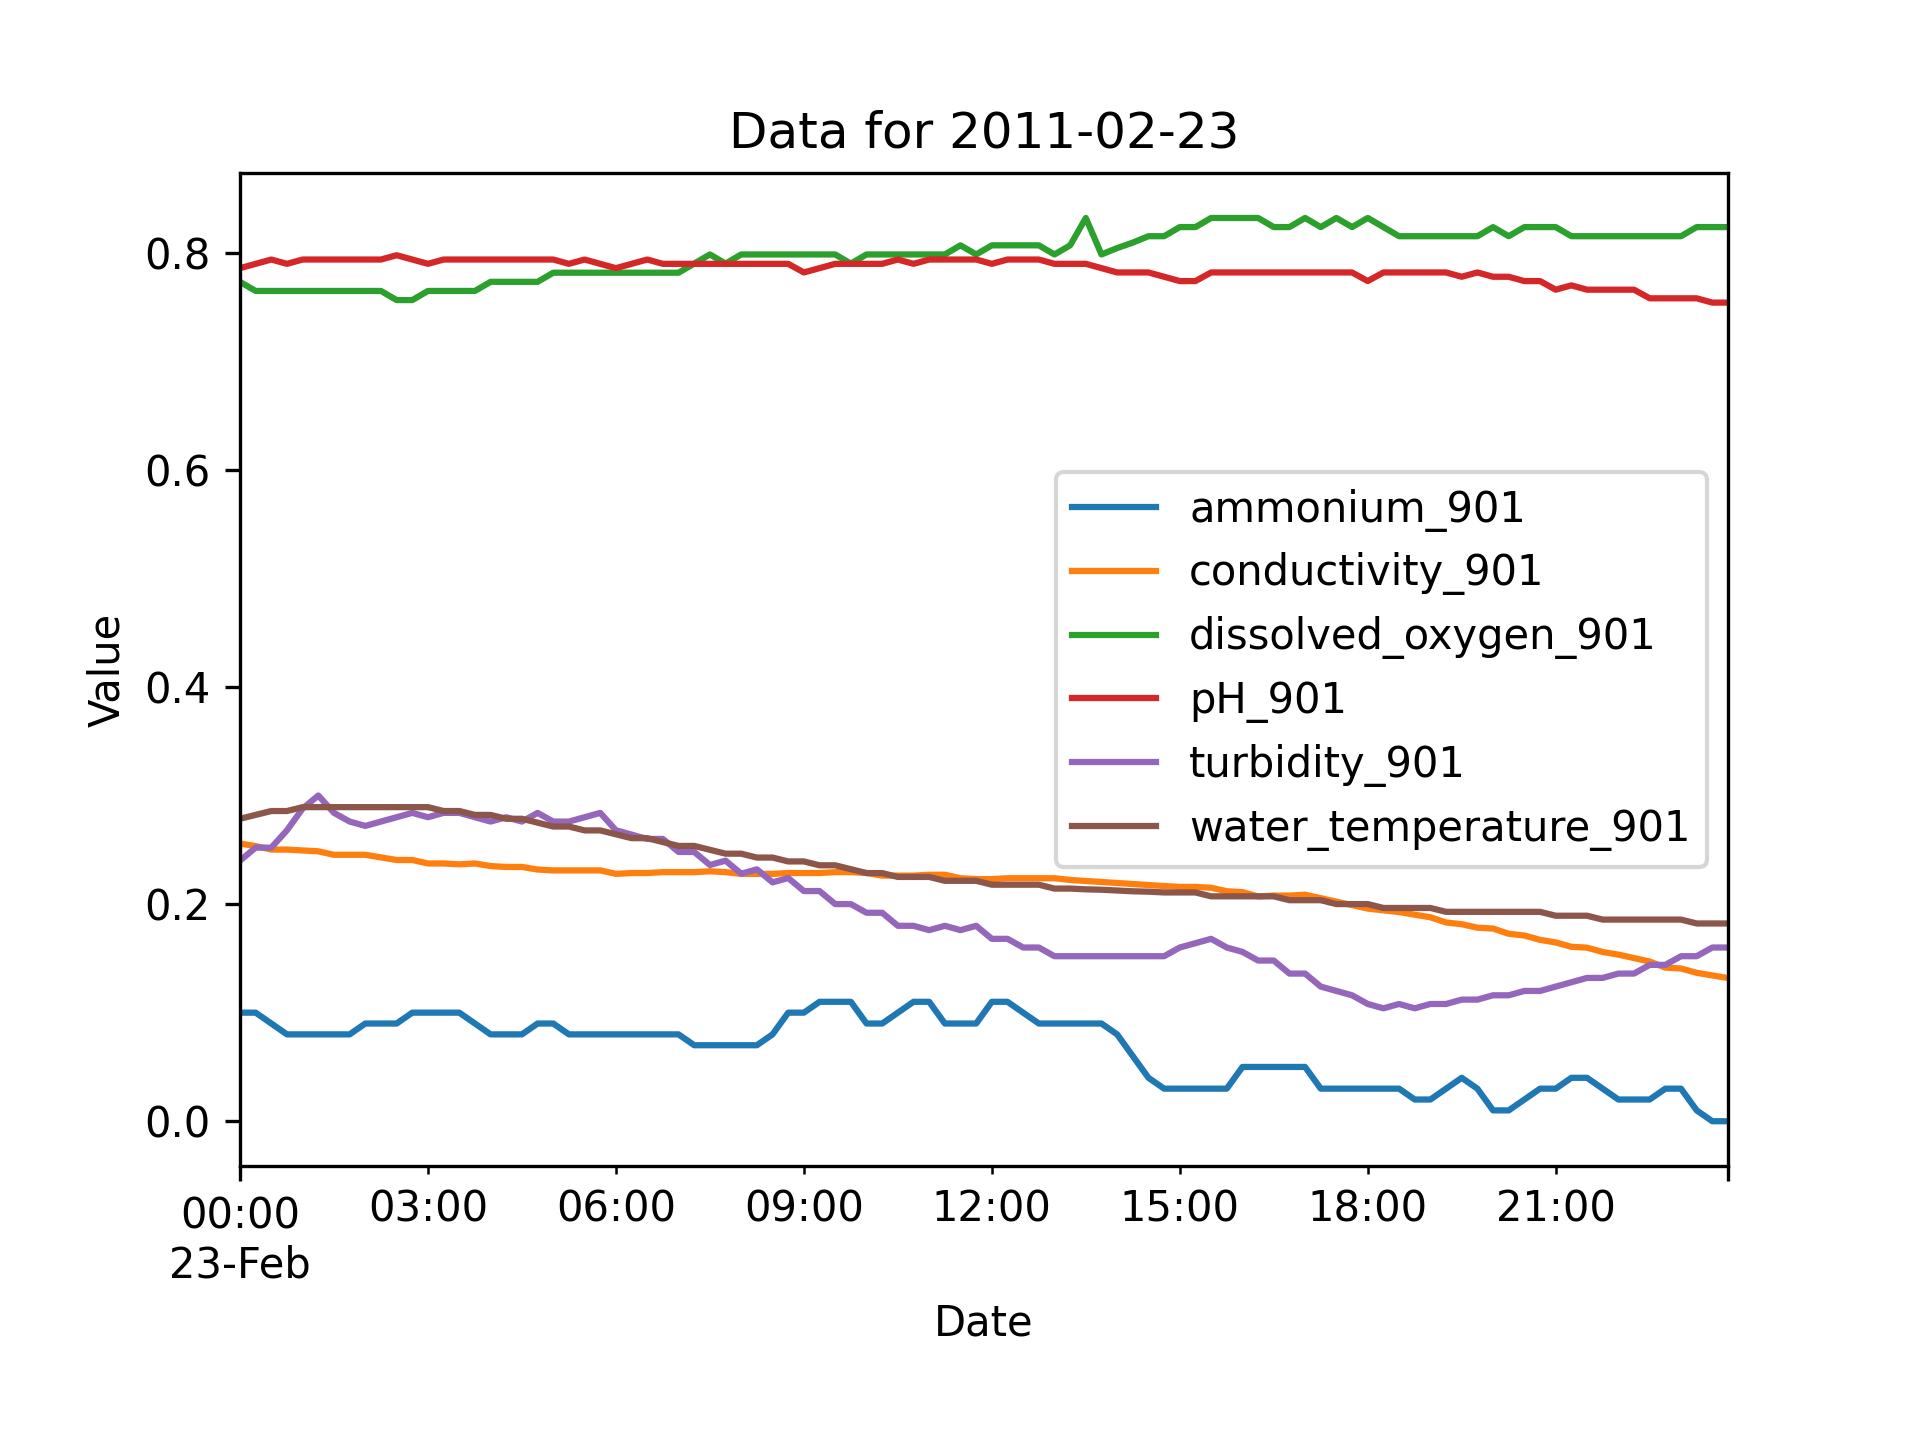 Data for 2011-02-23
0.8
0.6
0.4
0.2
0.0
Value
ammonium_901
conductivity_901
dissolved_oxygen_901
pH_901
turbidity_901
water_temperature_901
00:00 03:00 06:00 09:00 12:00 15:00 18:00 21:00
23-Feb
Date